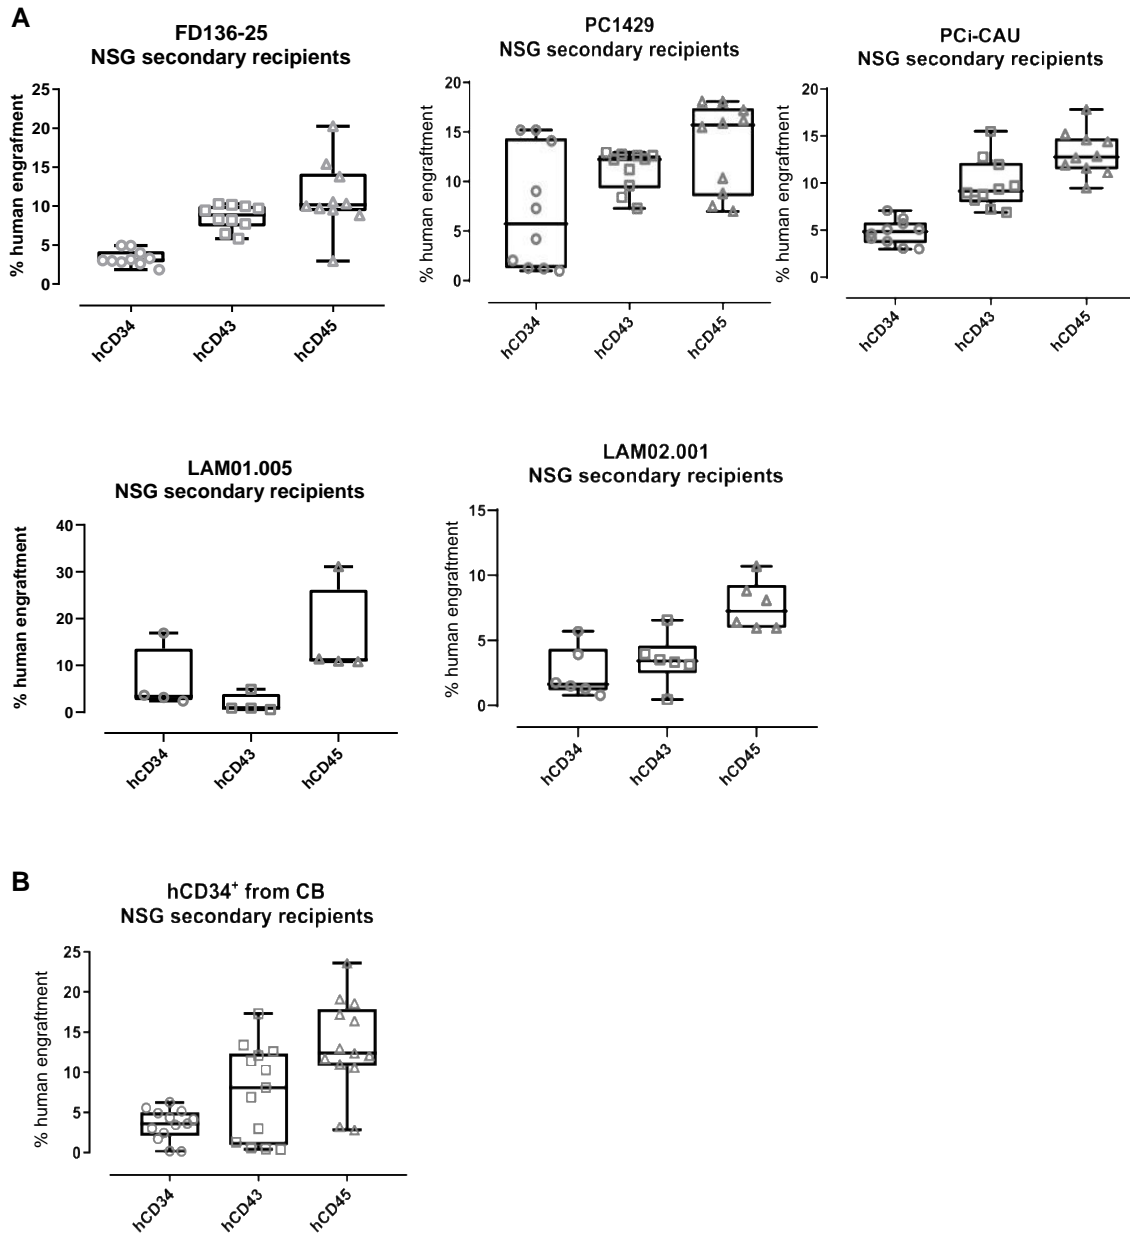 A
FD136-25
NSG secondary recipients
% human engrafment
25
20
15
10
5
0
hCD34
hCD43
hCD45
PC1429
NSG secondary recipients
% human engraftment
20
15
10
5
0
hCD34
hCD43
hCD45
PCi-CAU
NSG secondary recipients
% human engraftment
20
15
10
5
0
hCD34
hCD43
hCD45
LAM01.005
NSG secondary recipients
% human engraftment
40
30
20
10
0
hCD34
hCD43
hCD45
LAM02.001
NSG secondary recipients
% human engraftment
15
10
5
0
hCD34
hCD43
hCD45
B
hCD34⁺ from CB
NSG secondary recipients
% human engraftment
25
20
15
10
5
0
hCD34
hCD43
hCD45